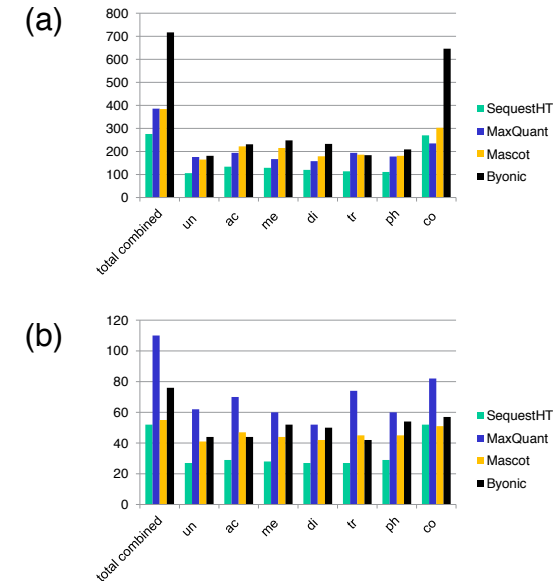 (a)
800
700
600
500
400
300
200
100
0
total combined
un
ac
me
di
tr
ph
co
SequestHT
MaxQuant
Mascot
Byonic
(b)
120
100
80
60
40
20
0
total combined
un
ac
me
di
tr
ph
co
SequestHT
MaxQuant
Mascot
Byonic